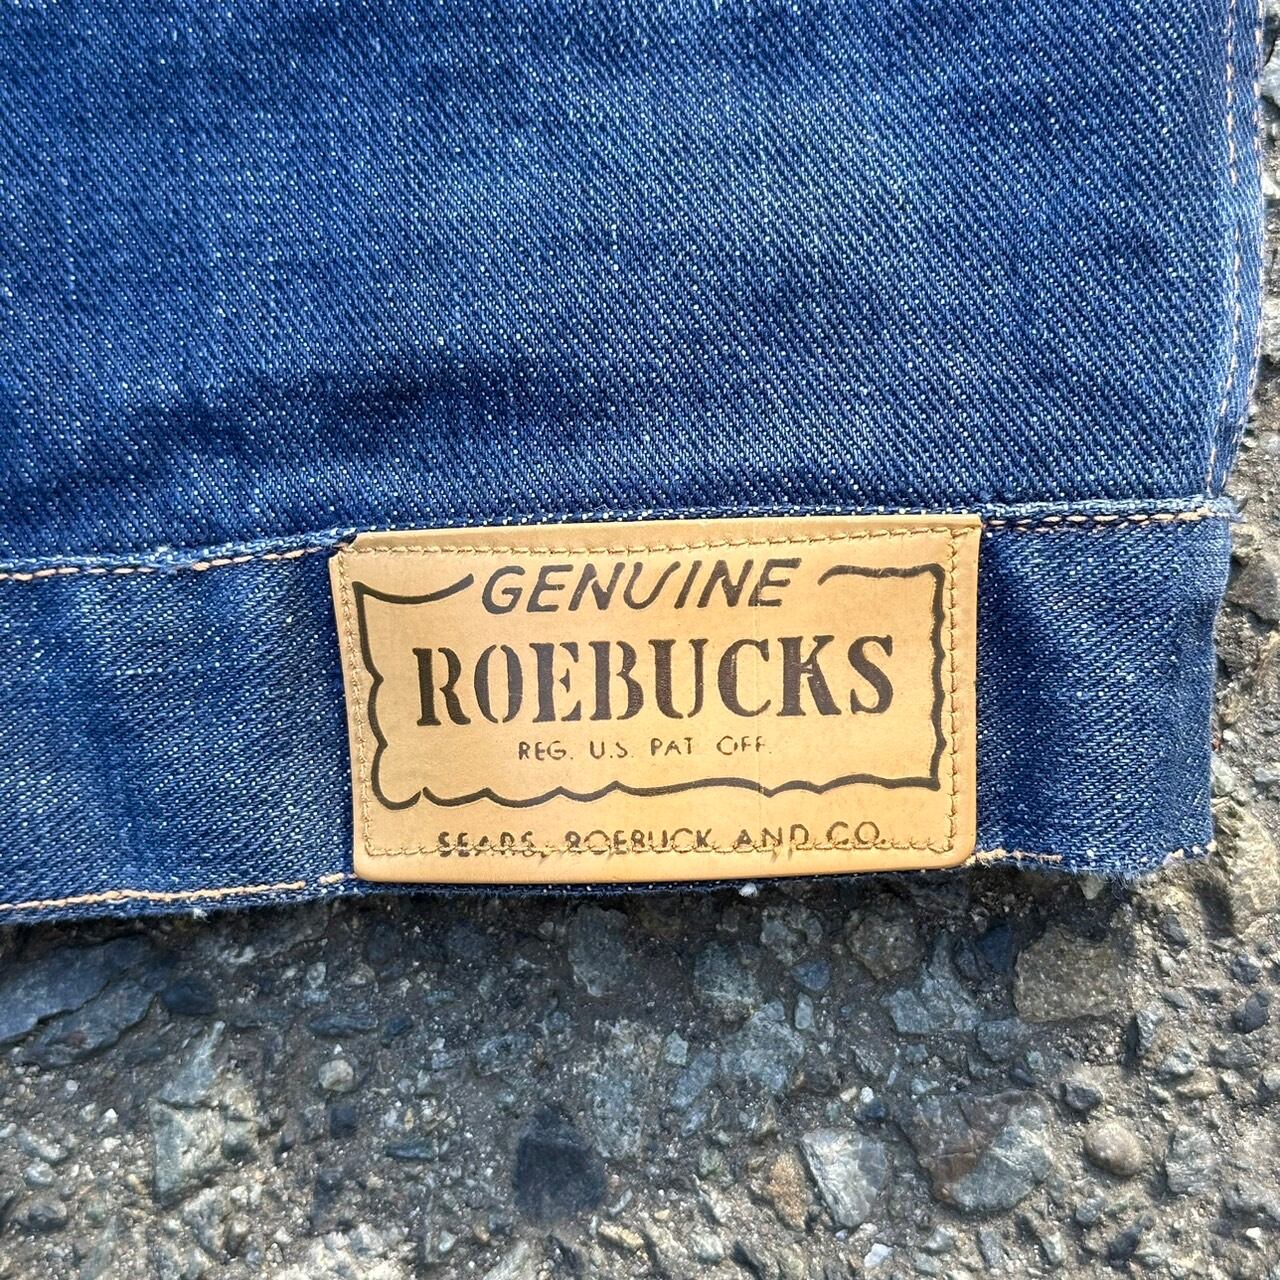 GENUINE
ROEBUCKS
REG. U.S. PAT. OFF.
SEARS, ROEBUCK AND CO.